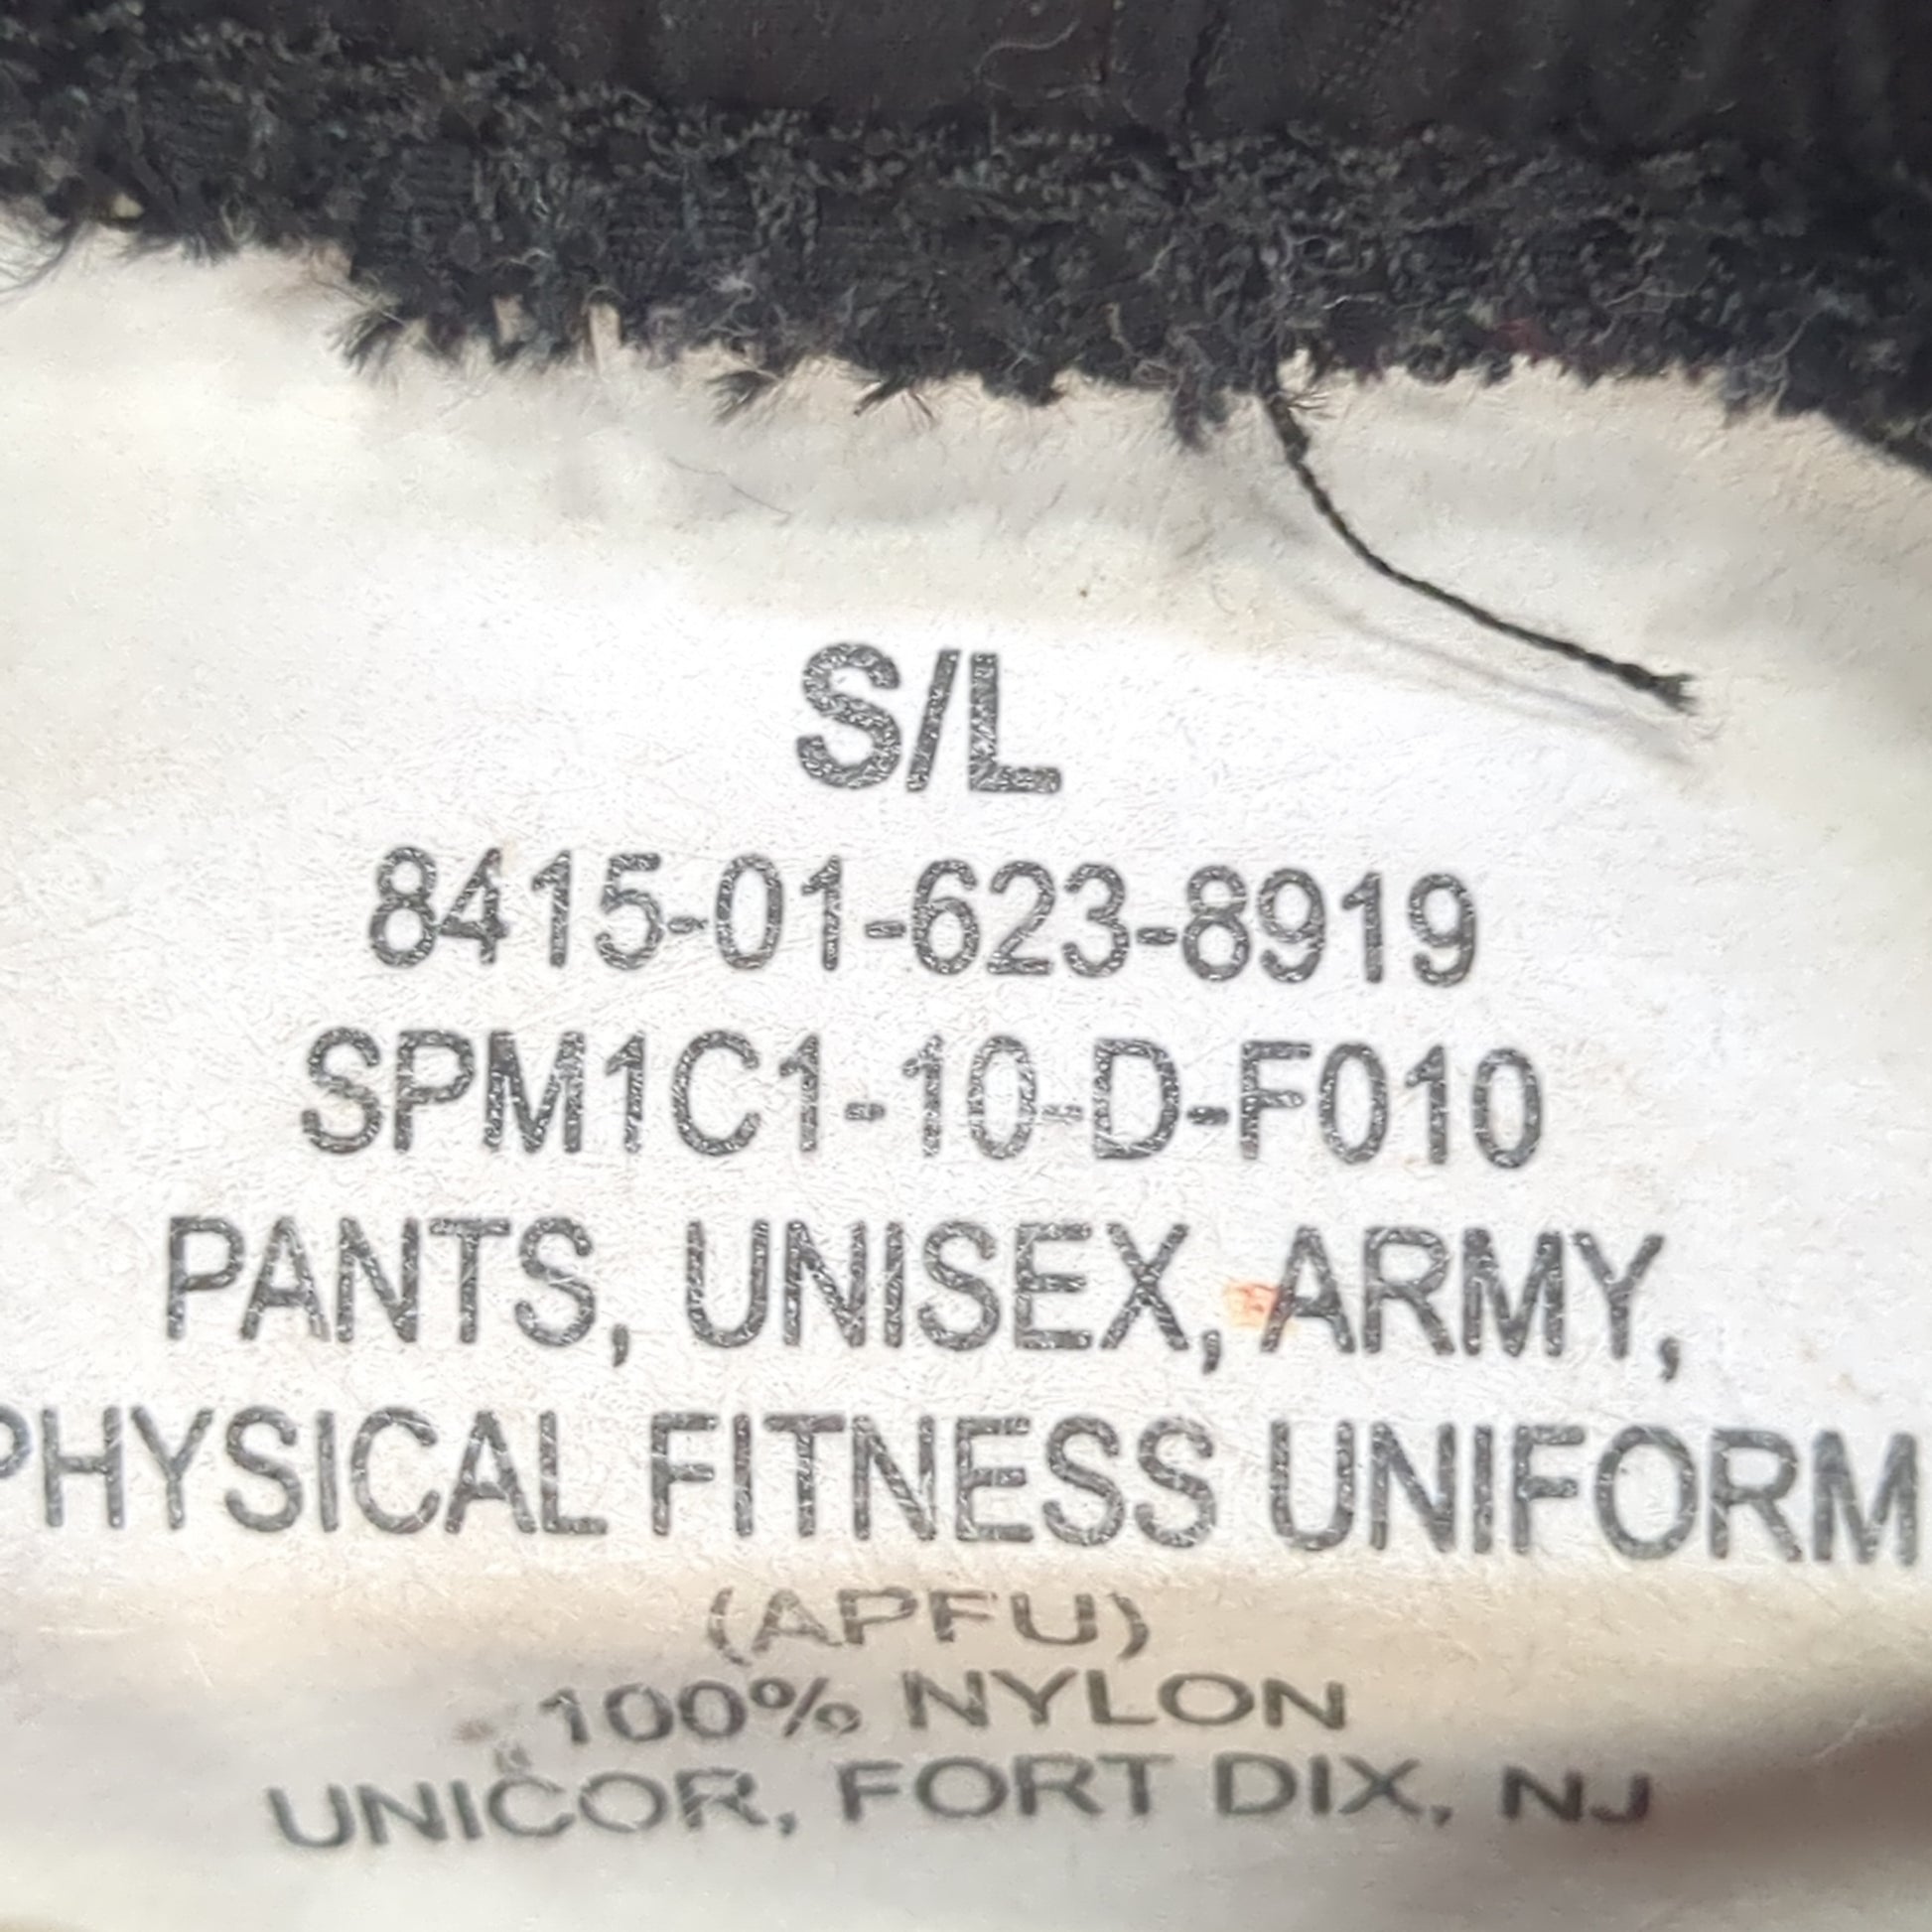 S/L
8415-01-623-8919
SPM1C1-10-D-F010
PANTS, UNISEX, ARMY,
PHYSICAL FITNESS UNIFORM
(APFU)
100% NYLON
UNICOR, FORT DIX, NJ